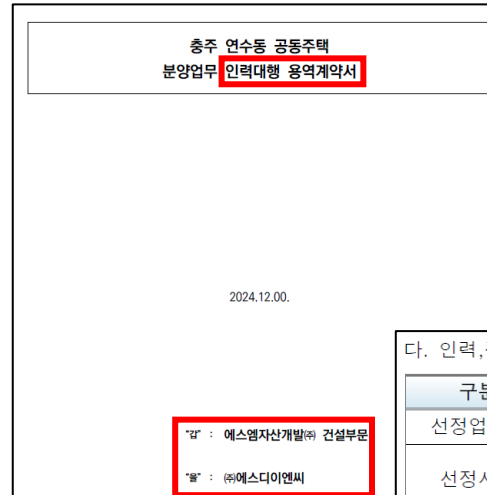 충주 연수동 공동주택
분양업무 인력대행 용역계약서
2024.12.00.
"갑" : 에스엠자산개발㈜ 건설부문
"을" : ㈜에스디이엔씨
다. 인력,
구분
선정업
선정사